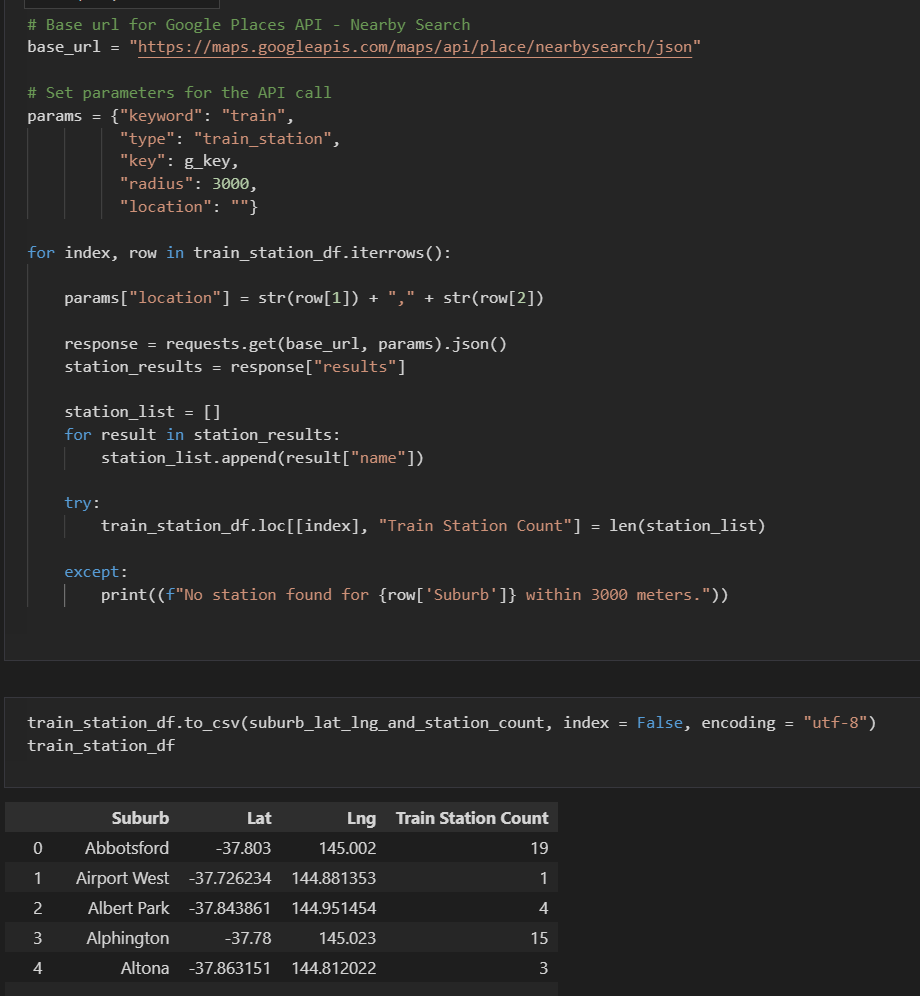 # Base url for Google Places API - Nearby Search
base_url = "https://maps.googleapis.com/maps/api/place/nearbysearch/json"
# Set parameters for the API call
params = {"keyword": "train",
"type": "train_station",
"key": g_key,
"radius": 3000,
"location": ""}
for index, row in train_station_df.iterrows():
params["location"] = str(row[1]) + "," + str(row[2])
response = requests.get(base_url, params).json()
station_results = response["results"]
station_list = []
for result in station_results:
station_list.append(result["name"])
try:
train_station_df.loc[[index], "Train Station Count"] = len(station_list)
except:
print((f"No station found for {row['Suburb']} within 3000 meters."))
train_station_df.to_csv(suburb_lat_lng_and_station_count, index = False, encoding = "utf-8")
train_station_df
Suburb Lat Lng Train Station Count
0 Abbotsford -37.803 145.002 19
1 Airport West -37.726234 144.881353 1
2 Albert Park -37.843861 144.951454 4
3 Alphington -37.78 145.023 15
4 Altona -37.863151 144.812022 3